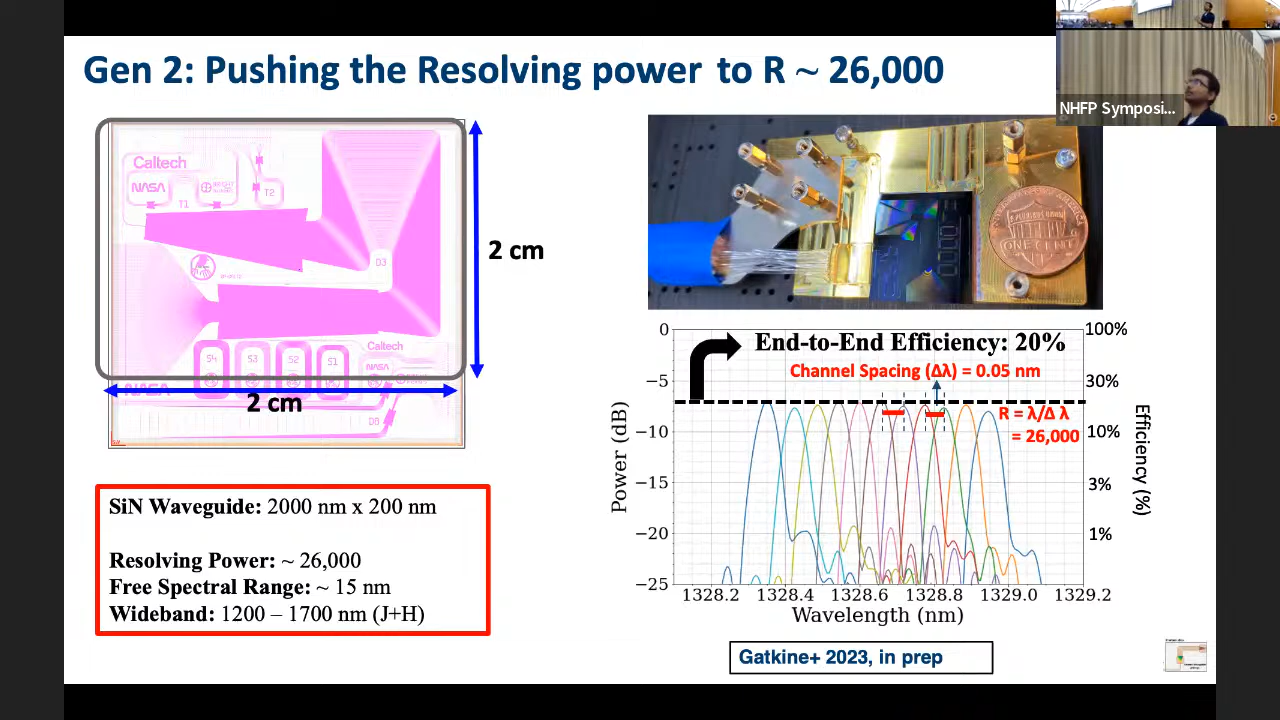 Gen 2: Pushing the Resolving power to R ~ 26,000
NHFP Symposi...
Caltech
NASA
T1
T2
D3
2 cm
S4
S3
S2
S1
Caltech
NASA
NASA
D0
2 cm
SiN Waveguide: 2000 nm x 200 nm
Resolving Power: ~ 26,000
Free Spectral Range: ~ 15 nm
Wideband: 1200 – 1700 nm (J+H)
ONE CENT
End-to-End Efficiency: 20%
Channel Spacing (Δλ) = 0.05 nm
R = λ/Δ λ
= 26,000
0
−5
−10
−15
−20
−25
Power (dB)
100%
30%
10%
3%
1%
Efficiency (%)
1328.2 1328.4 1328.6 1328.8 1329.0 1329.2
Wavelength (nm)
Gatkine+ 2023, in prep